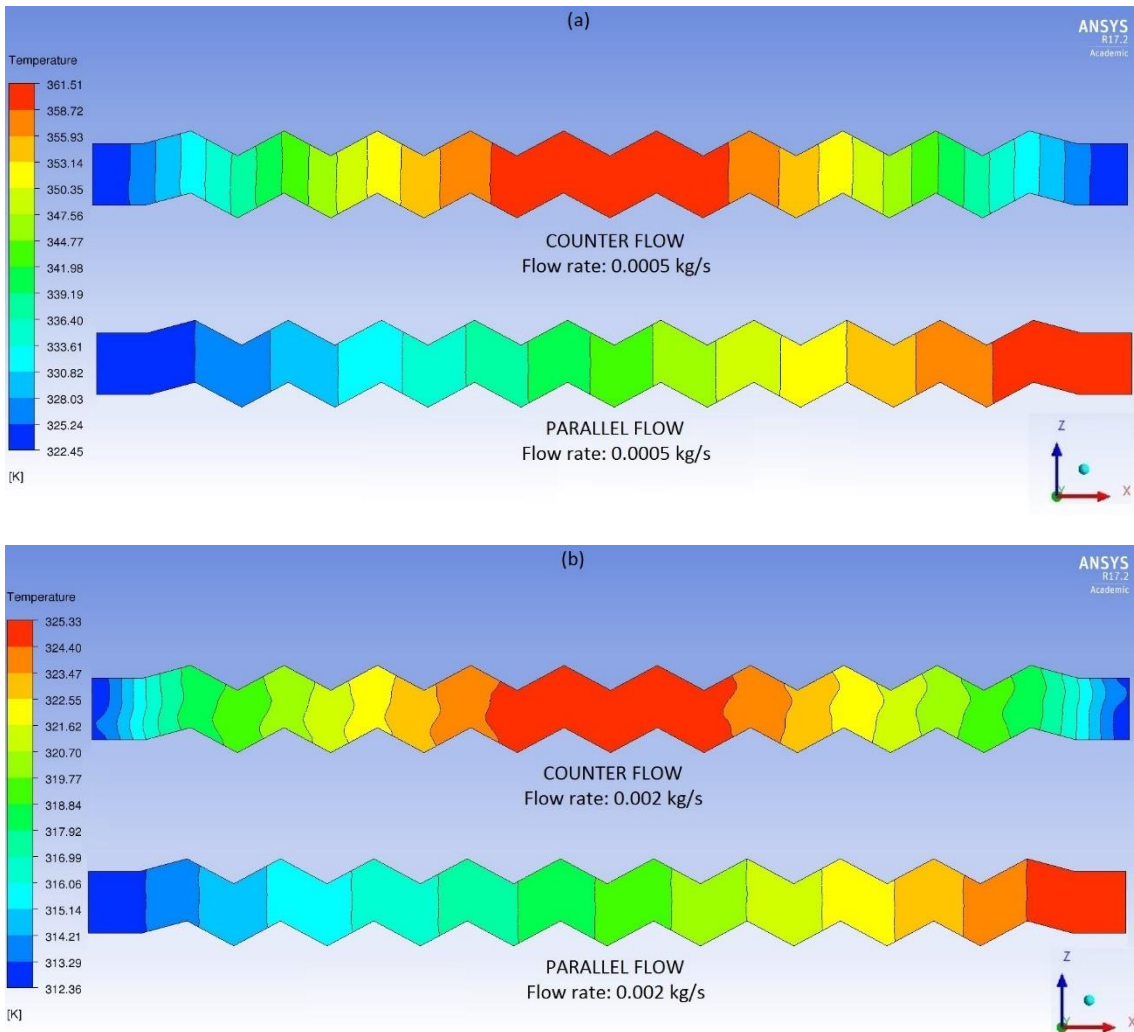 (a)
ANSYS
R17.2
Academic
Temperature
361.51
358.72
355.93
353.14
350.35
347.56
344.77
341.98
339.19
336.40
333.61
330.82
328.03
325.24
322.45
[K]
COUNTER FLOW
Flow rate: 0.0005 kg/s
PARALLEL FLOW
Flow rate: 0.0005 kg/s
Z
Y
X
(b)
ANSYS
R17.2
Academic
Temperature
325.33
324.40
323.47
322.55
321.62
320.70
319.77
318.84
317.92
316.99
316.06
315.14
314.21
313.29
312.36
[K]
COUNTER FLOW
Flow rate: 0.002 kg/s
PARALLEL FLOW
Flow rate: 0.002 kg/s
Z
Y
X